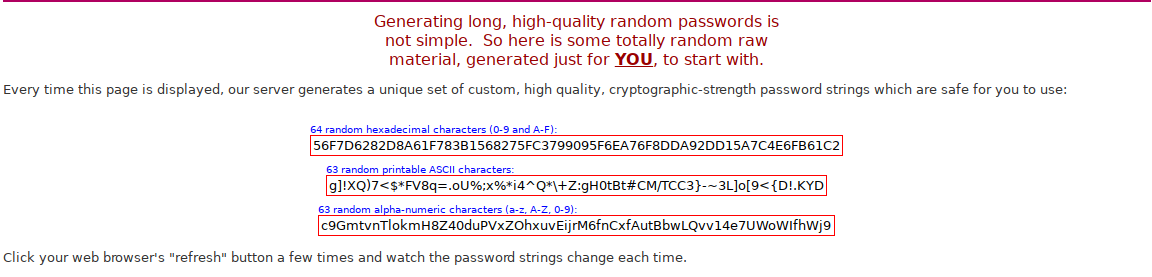 Generating long, high-quality random passwords is
not simple.  So here is some totally random raw
material, generated just for YOU, to start with.
Every time this page is displayed, our server generates a unique set of custom, high quality, cryptographic-strength password strings which are safe for you to use:
64 random hexadecimal characters (0-9 and A-F):
56F7D6282D8A61F783B1568275FC3799095F6EA76F8DDA92DD15A7C4E6FB61C2
63 random printable ASCII characters:
g]!XQ)7<$*FV8q=.oU%;x%*i4^Q*\+Z:gH0tBt#CM/TCC3}-~3L]o[9<{D!.KYD
63 random alpha-numeric characters (a-z, A-Z, 0-9):
c9GmtvnTlokmH8Z40duPVxZOhxuvEijrM6fnCxfAutBbwLQvv14e7UWoWIfhWj9
Click your web browser's "refresh" button a few times and watch the password strings change each time.